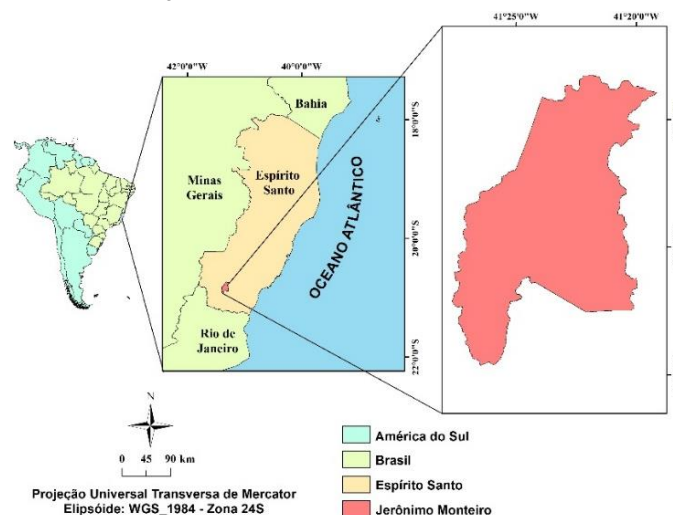 41°25'0"W 41°20'0"W
42°0'0"W 40°0'0"W
Bahia
18°0'0"S
Minas
Gerais
Espírito
Santo
OCEANO ATLÂNTICO
20°0'0"S
Rio de
Janeiro
22°0'0"S
N
0 45 90 km
Projeção Universal Transversa de Mercator
Elipsóide: WGS_1984 - Zona 24S
América do Sul
Brasil
Espírito Santo
Jerônimo Monteiro